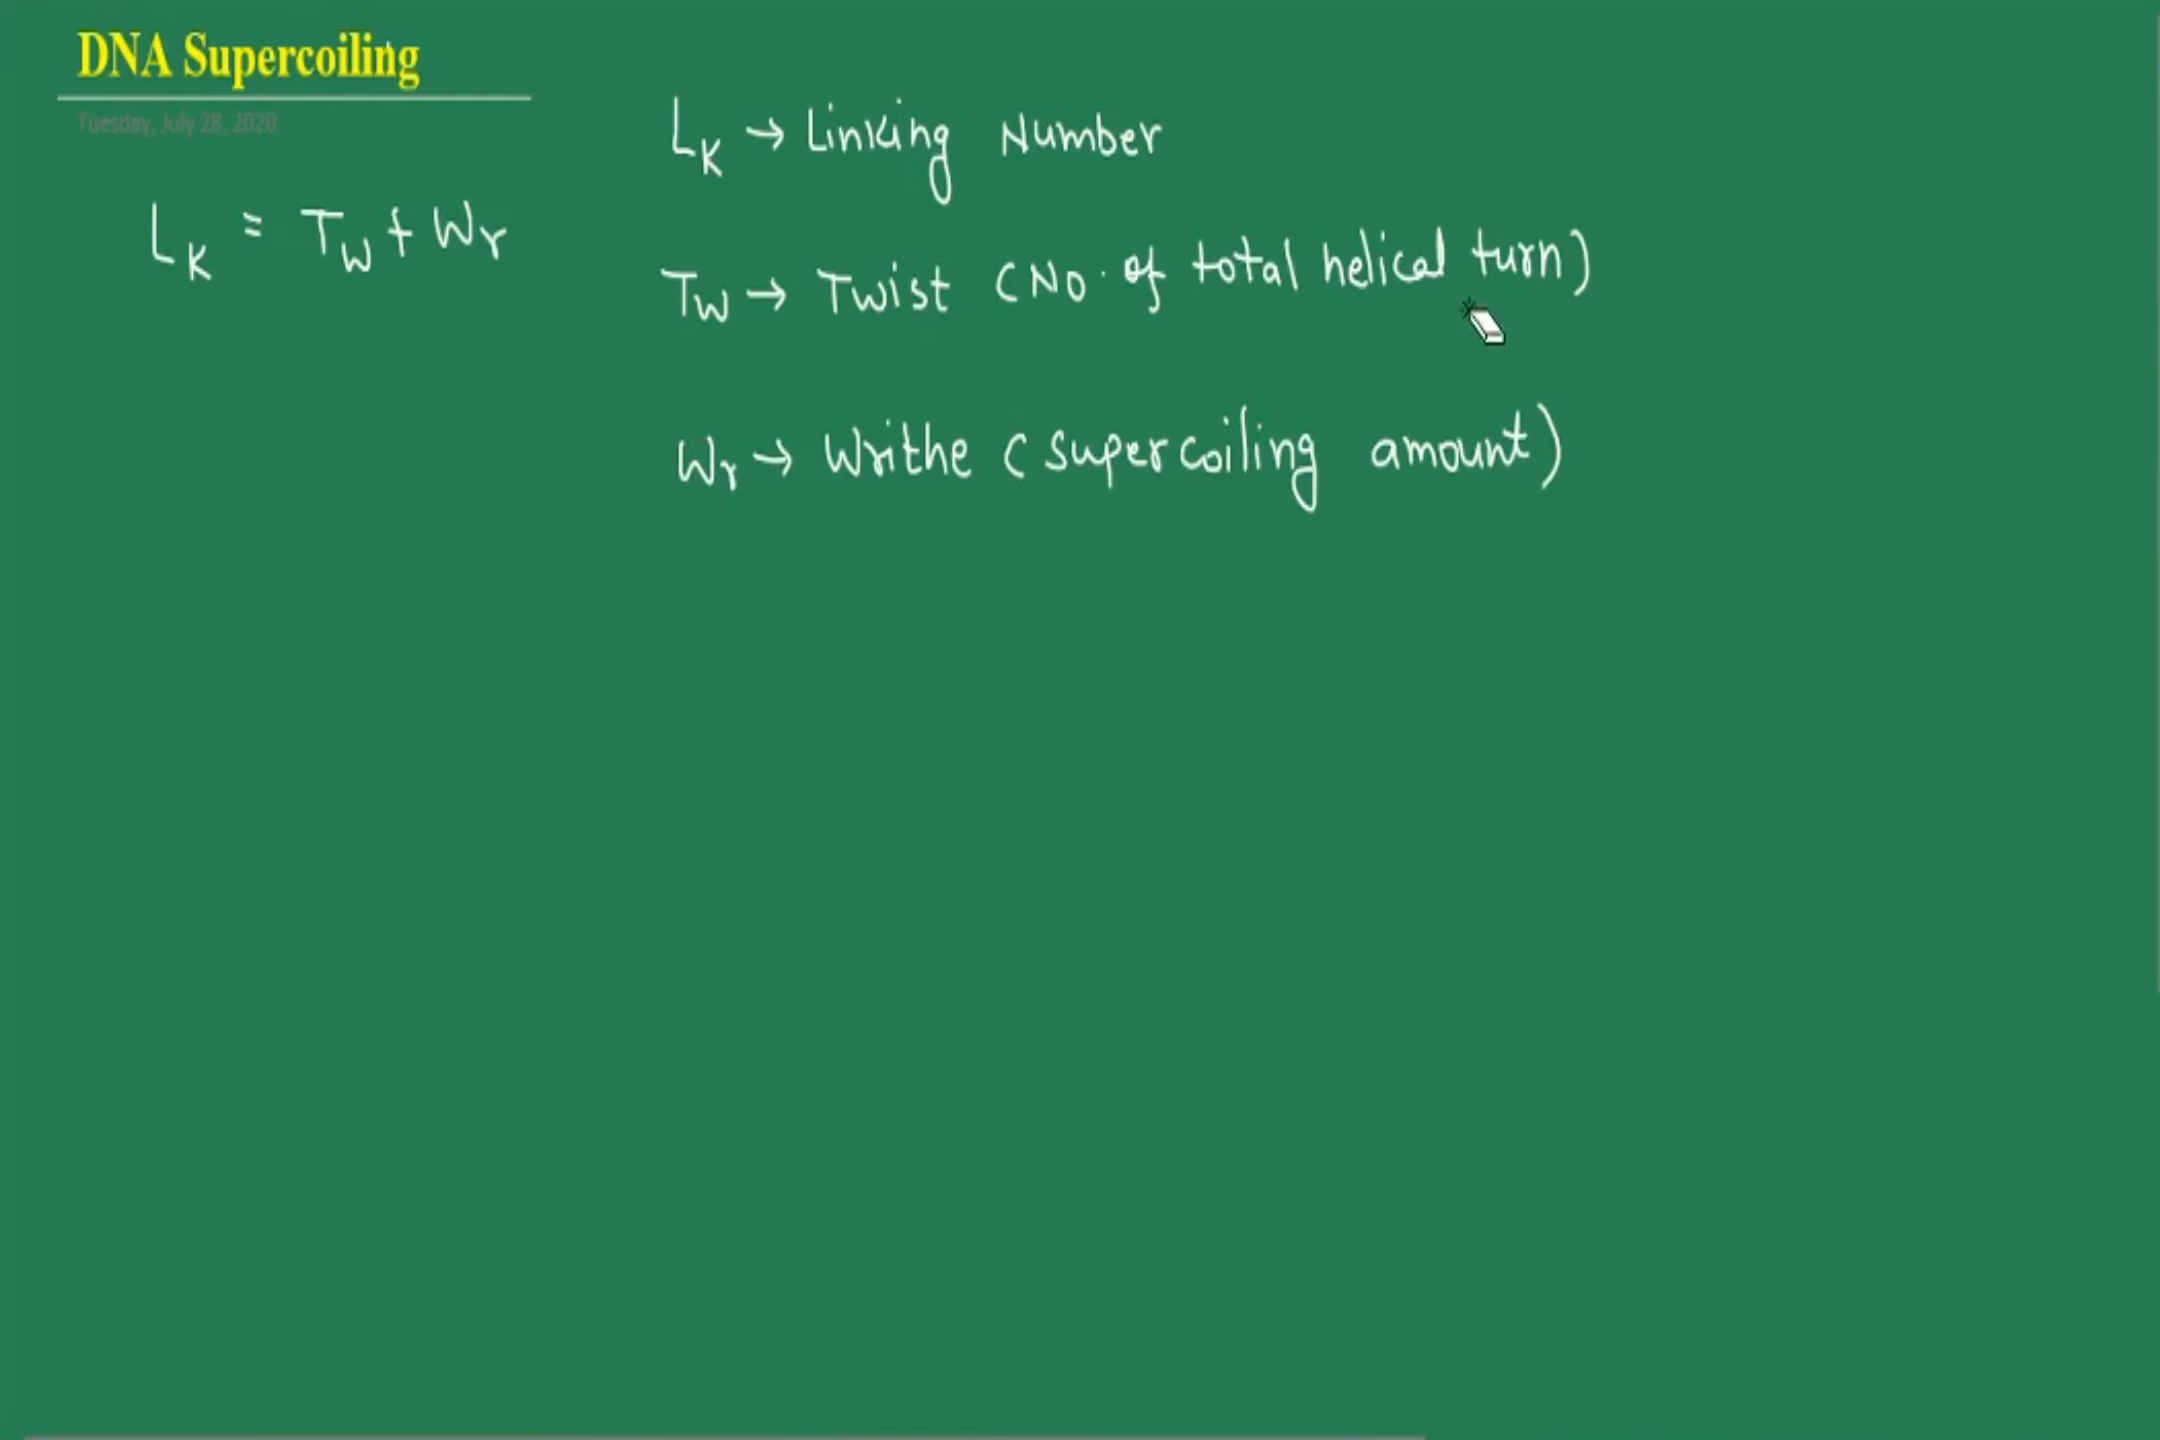 DNA Supercoiling
Tuesday, July 28, 2020
LK = TW + Wr
LK → Linking Number
TW → Twist (No. of total helical turn)
Wr → Writhe (supercoiling amount)